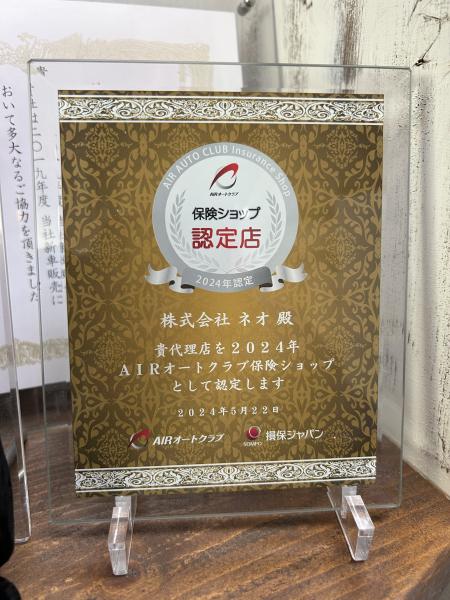 AIR AUTO CLUB Insurance Shop
AIRオートクラブ
保険ショップ
認定店
2024年認定
株式会社 ネオ 殿
貴代理店を2024年
AIRオートクラブ保険ショップ
として認定します
2024年5月22日
AIRオートクラブ
SOMPO
損保ジャパン
社は二〇一九年度 当社新車販売に
おいて多大なるご協力を頂きました